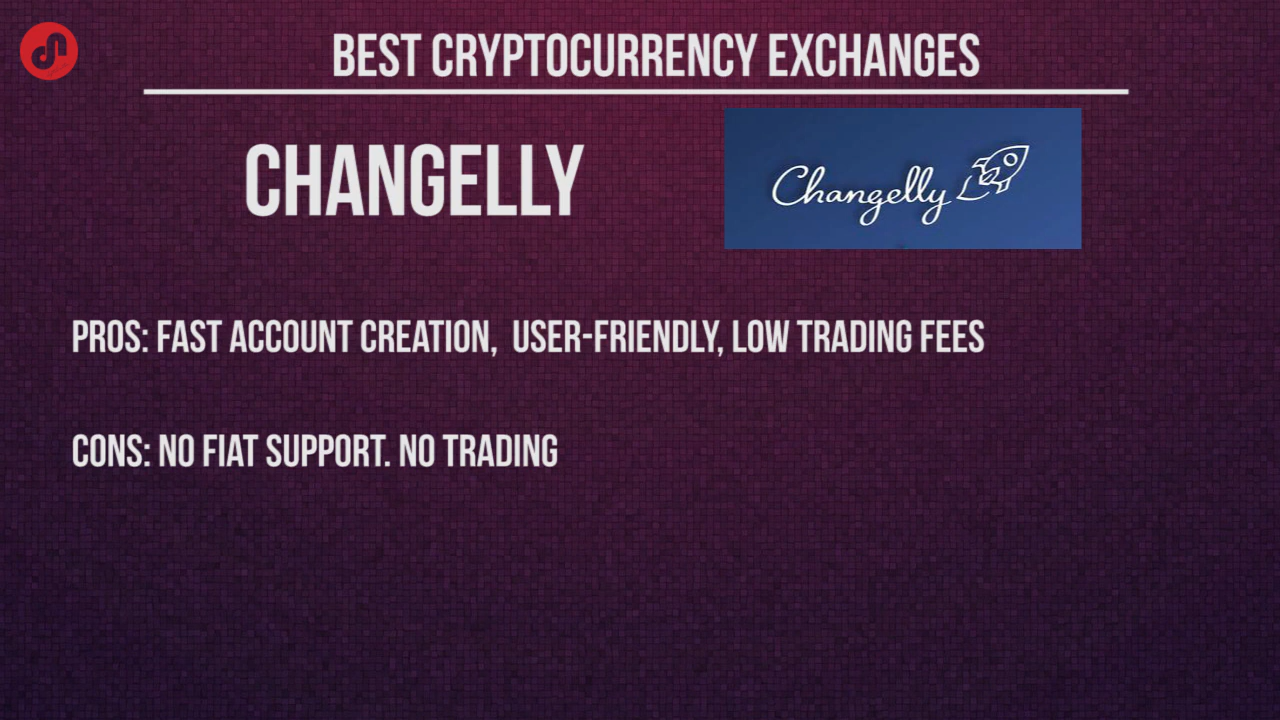 BEST CRYPTOCURRENCY EXCHANGES
CHANGELLY
Changelly
PROS: FAST ACCOUNT CREATION, USER-FRIENDLY, LOW TRADING FEES
CONS: NO FIAT SUPPORT. NO TRADING